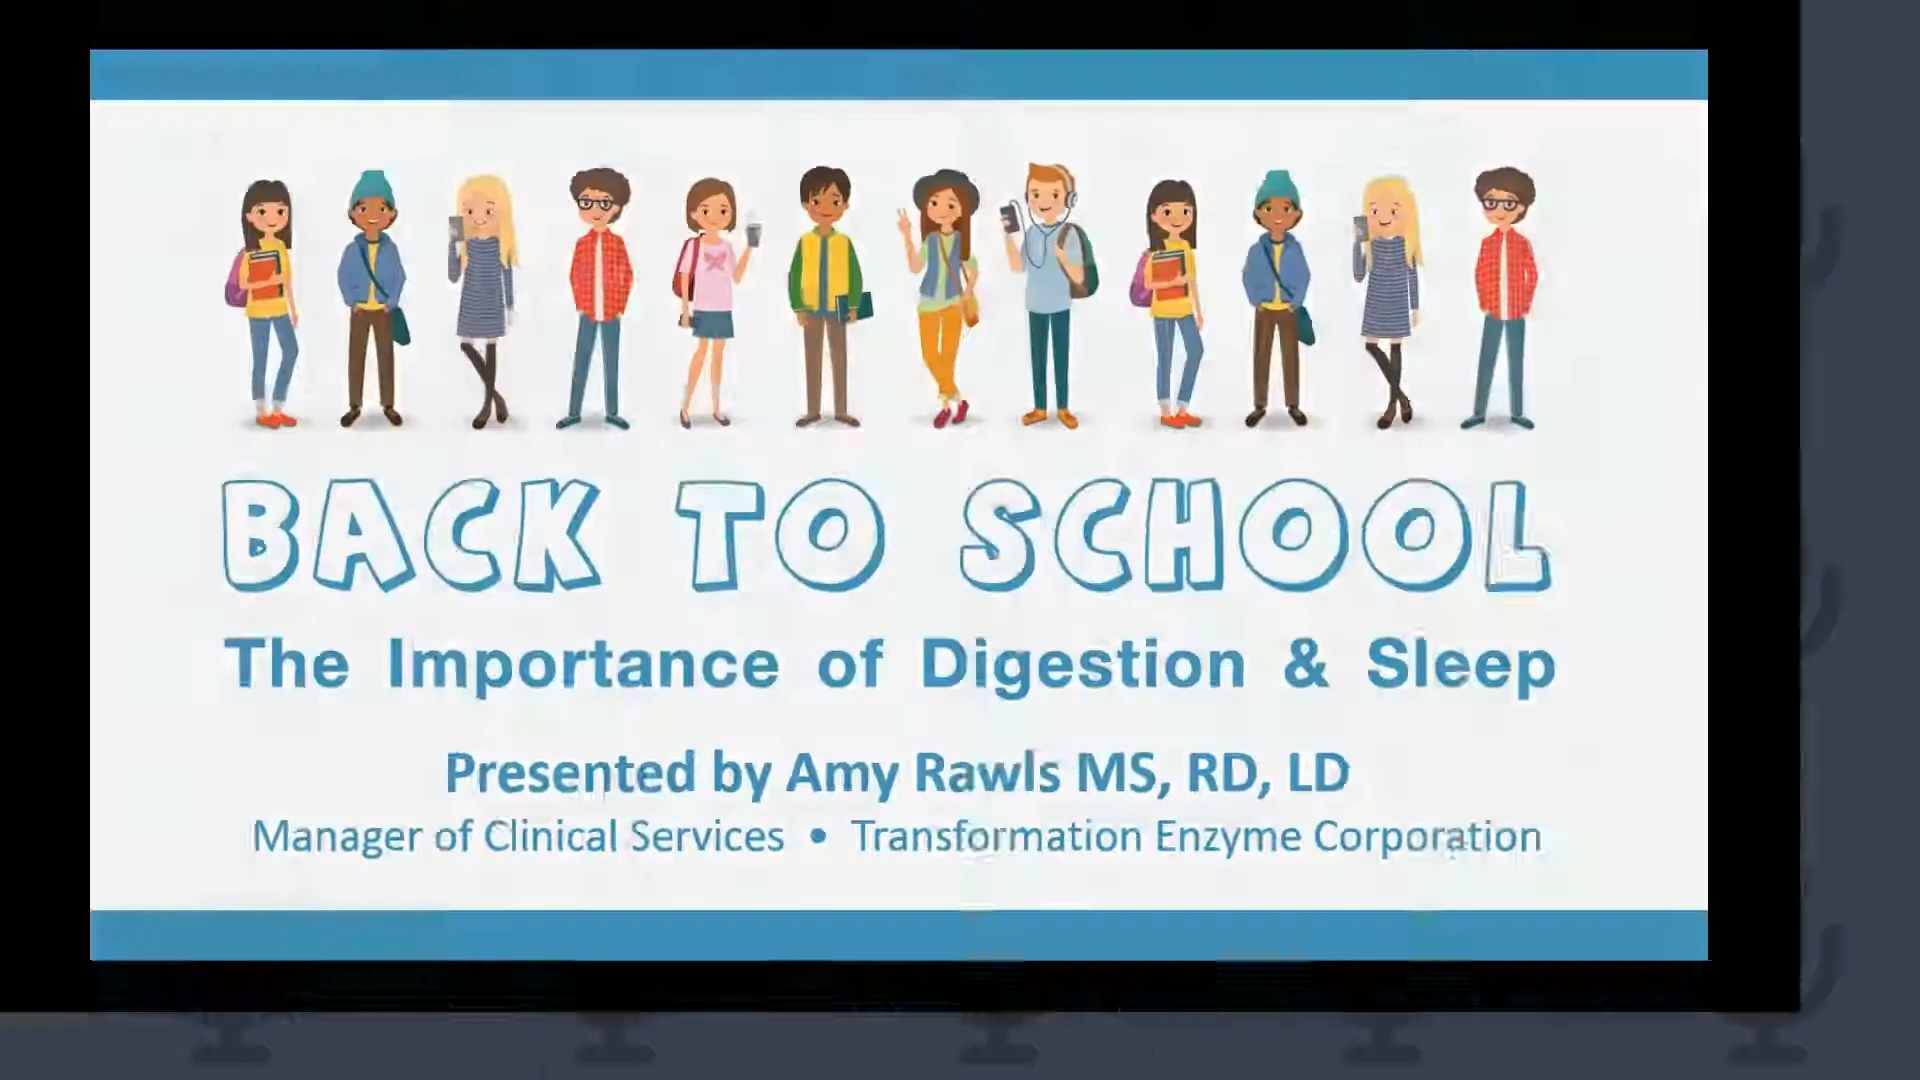 BACK TO SCHOOL
The Importance of Digestion & Sleep
Presented by Amy Rawls MS, RD, LD
Manager of Clinical Services • Transformation Enzyme Corporation